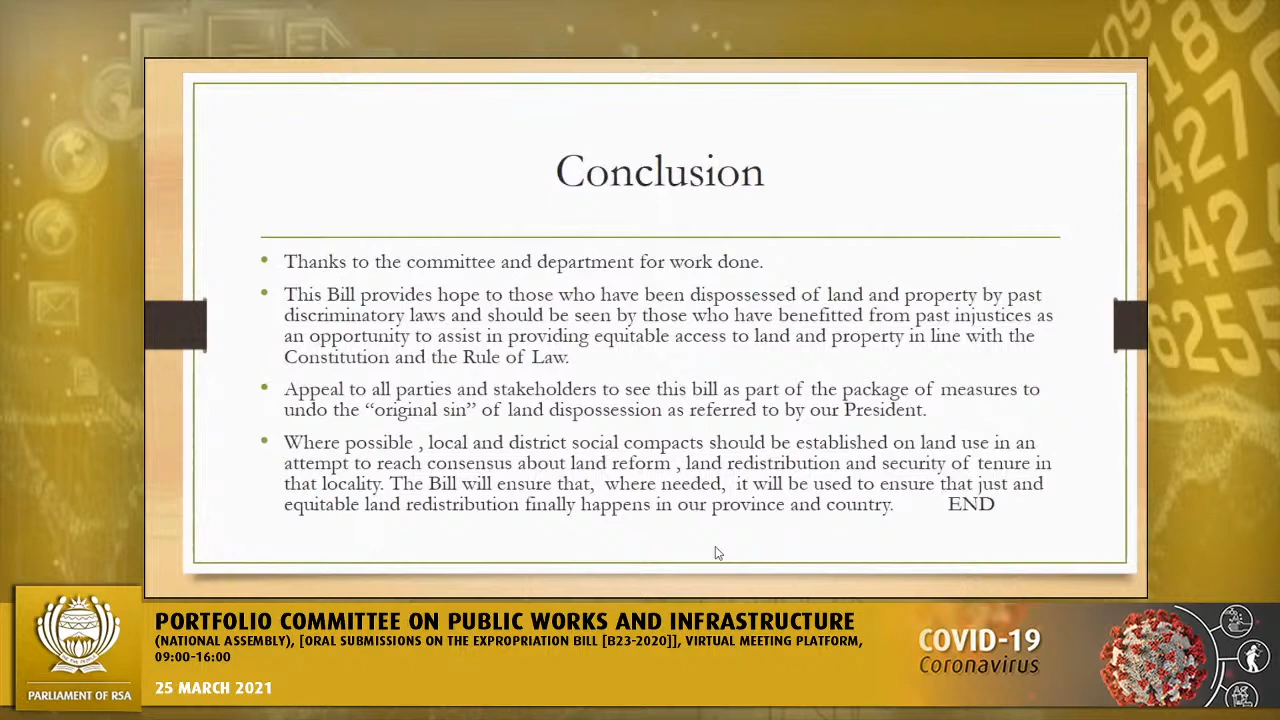 Conclusion
• Thanks to the committee and department for work done.
• This Bill provides hope to those who have been dispossessed of land and property by past
discriminatory laws and should be seen by those who have benefitted from past injustices as
an opportunity to assist in providing equitable access to land and property in line with the
Constitution and the Rule of Law.
• Appeal to all parties and stakeholders to see this bill as part of the package of measures to
undo the “original sin” of land dispossession as referred to by our President.
• Where possible , local and district social compacts should be established on land use in an
attempt to reach consensus about land reform , land redistribution and security of tenure in
that locality. The Bill will ensure that, where needed, it will be used to ensure that just and
equitable land redistribution finally happens in our province and country. END
PORTFOLIO COMMITTEE ON PUBLIC WORKS AND INFRASTRUCTURE
(NATIONAL ASSEMBLY), [ORAL SUBMISSIONS ON THE EXPROPRIATION BILL [B23-2020]], VIRTUAL MEETING PLATFORM,
09:00-16:00
25 MARCH 2021
PARLIAMENT OF RSA
COVID-19
Coronavirus